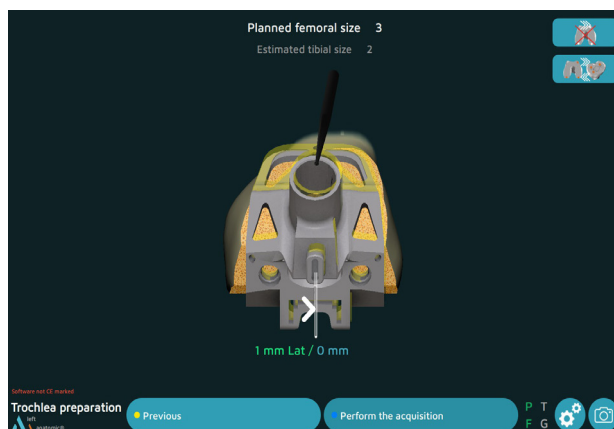 Planned femoral size 3
Estimated tibial size 2
1 mm Lat / 0 mm
Software not CE marked
Trochlea preparation
left
anatomic®
Previous
Perform the acquisition
P T
F G